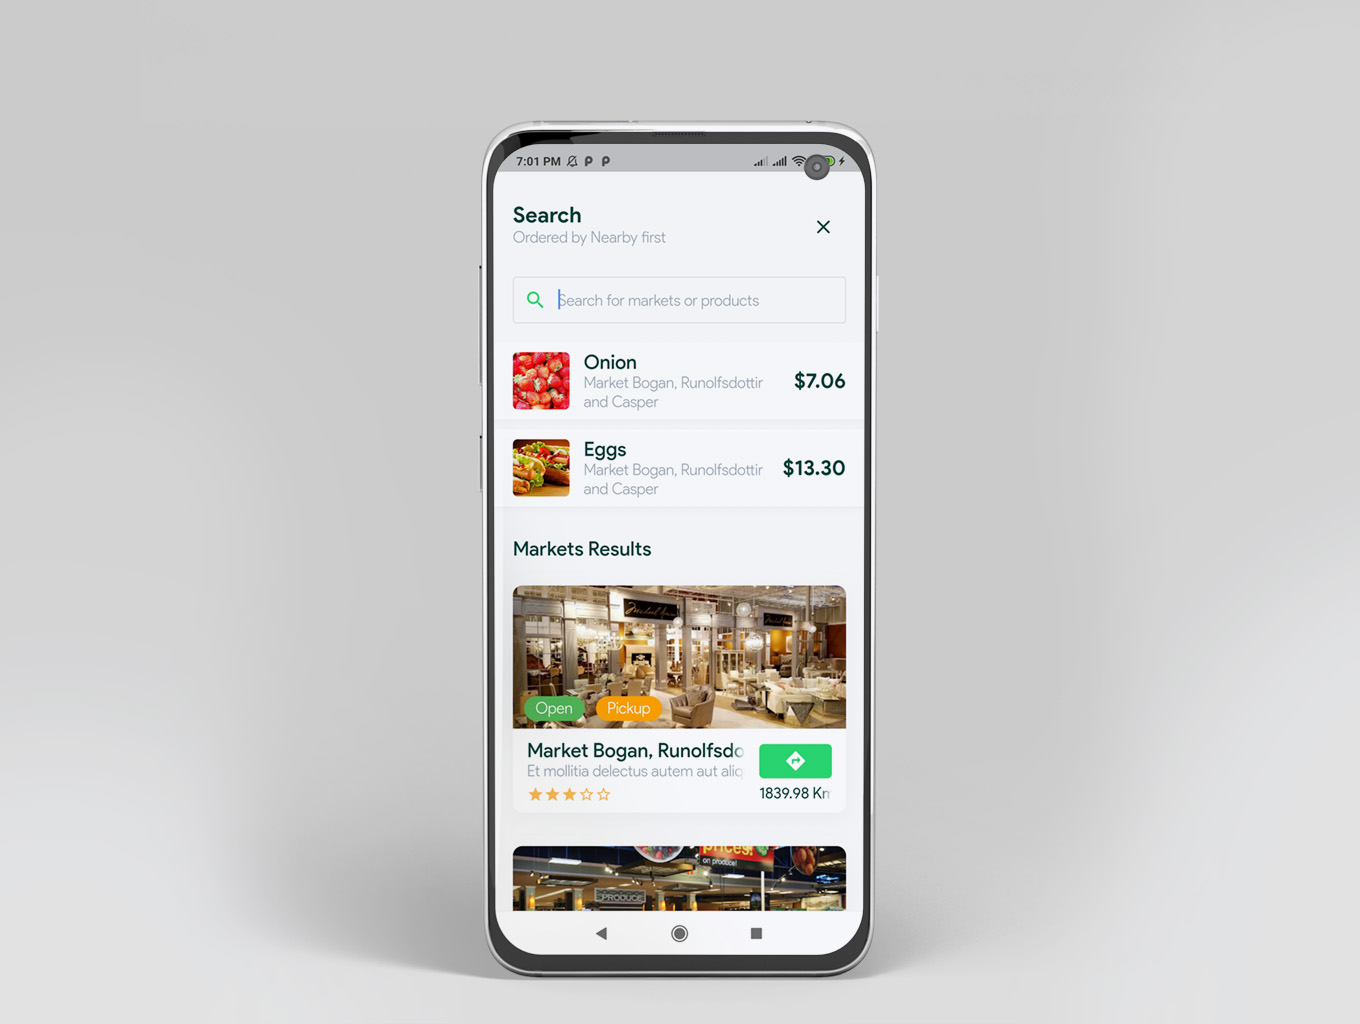 7:01 PM
Search
Ordered by Nearby first
Search for markets or products
Onion
Market Bogan, Runolfsdottir
and Casper
$7.06
Eggs
Market Bogan, Runolfsdottir
and Casper
$13.30
Markets Results
Open
Pickup
Market Bogan, Runolfsdo
Et mollitia delectus autem aut aliq
1839.98 Km
prices!
on produce!
PRODUCE